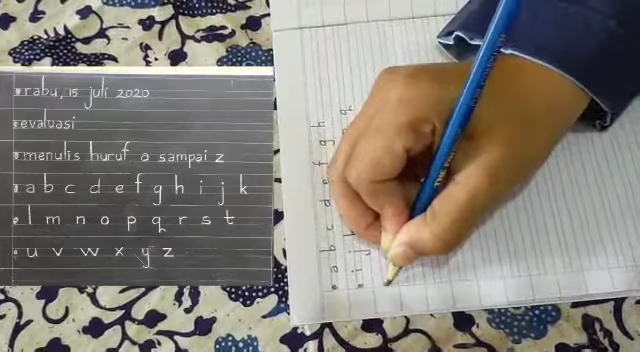 rabu, 15 juli 2020
evaluasi
menulis huruf a sampai z
a b c d e f g h i j k
l m n o p q r s t
u v w x y z